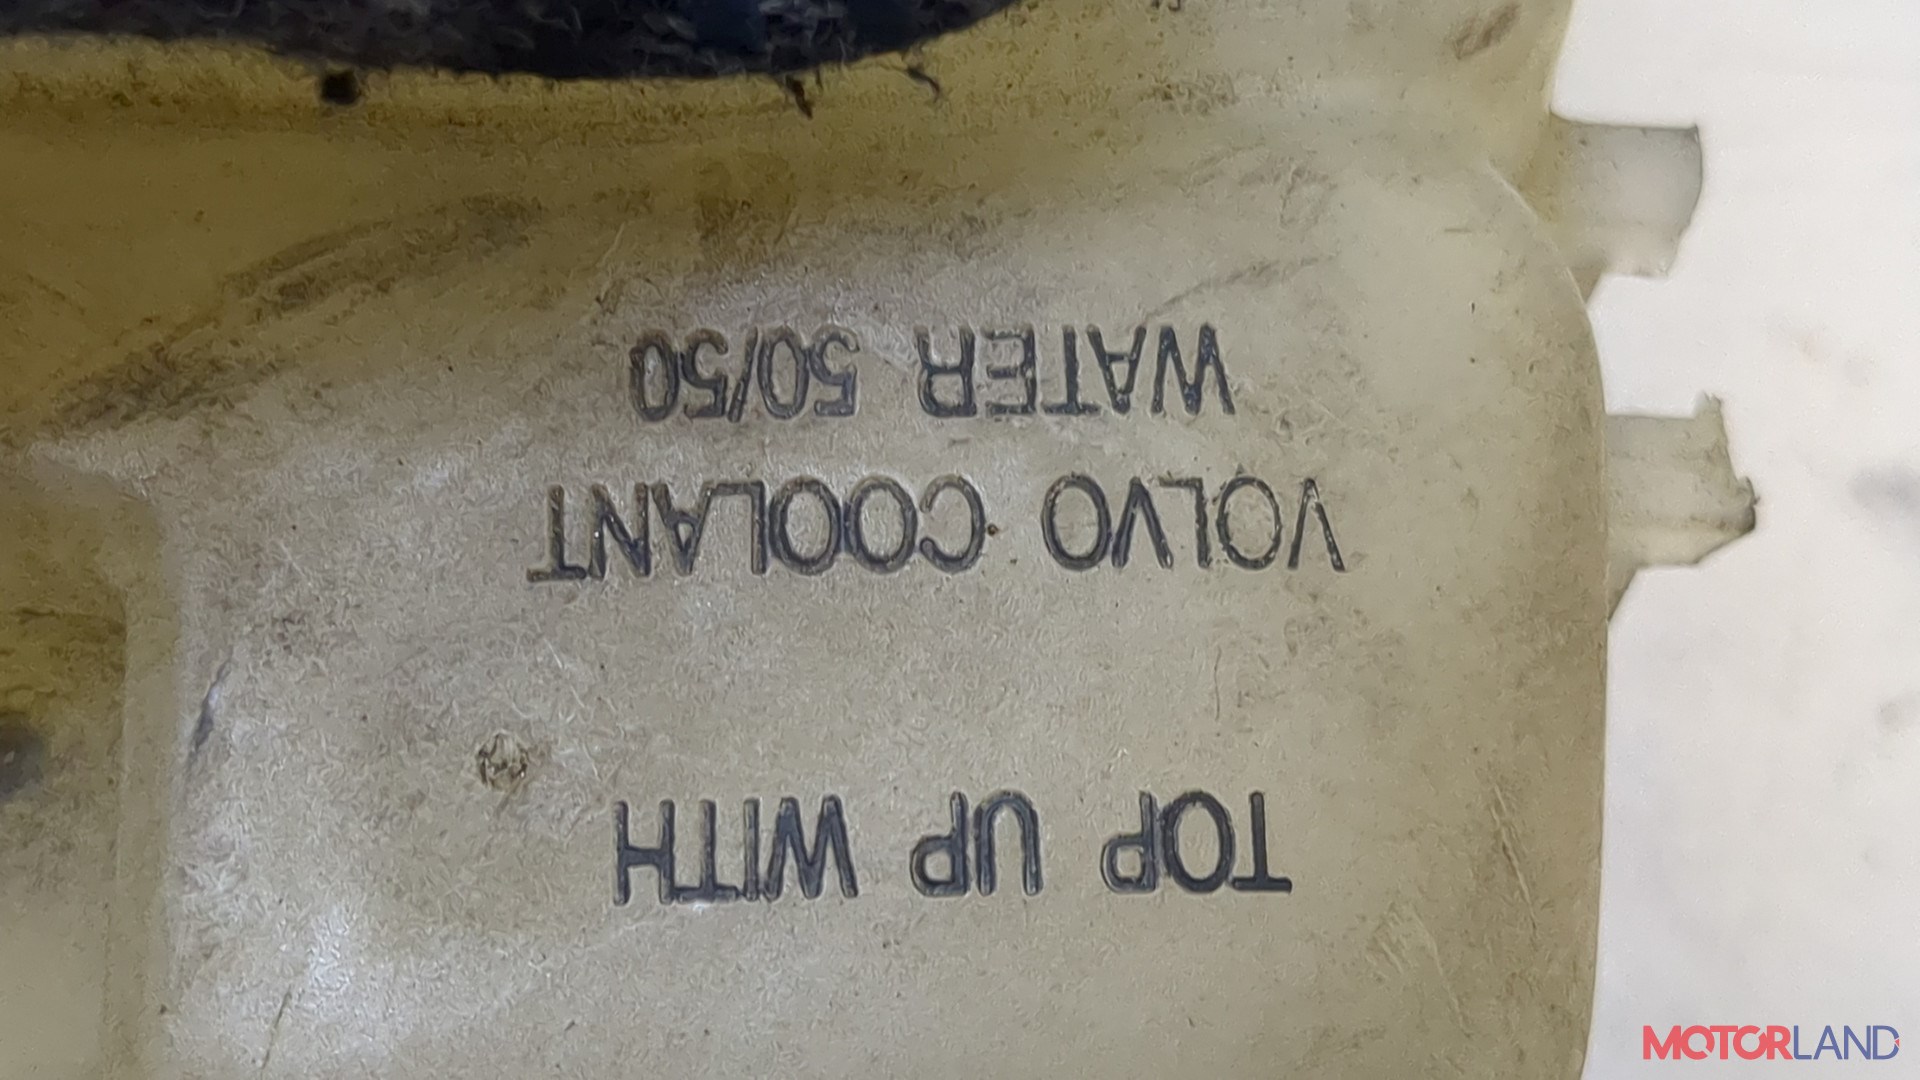 TOP UP WITH
VOLVO COOLANT
WATER 50/50
MOTORLAND